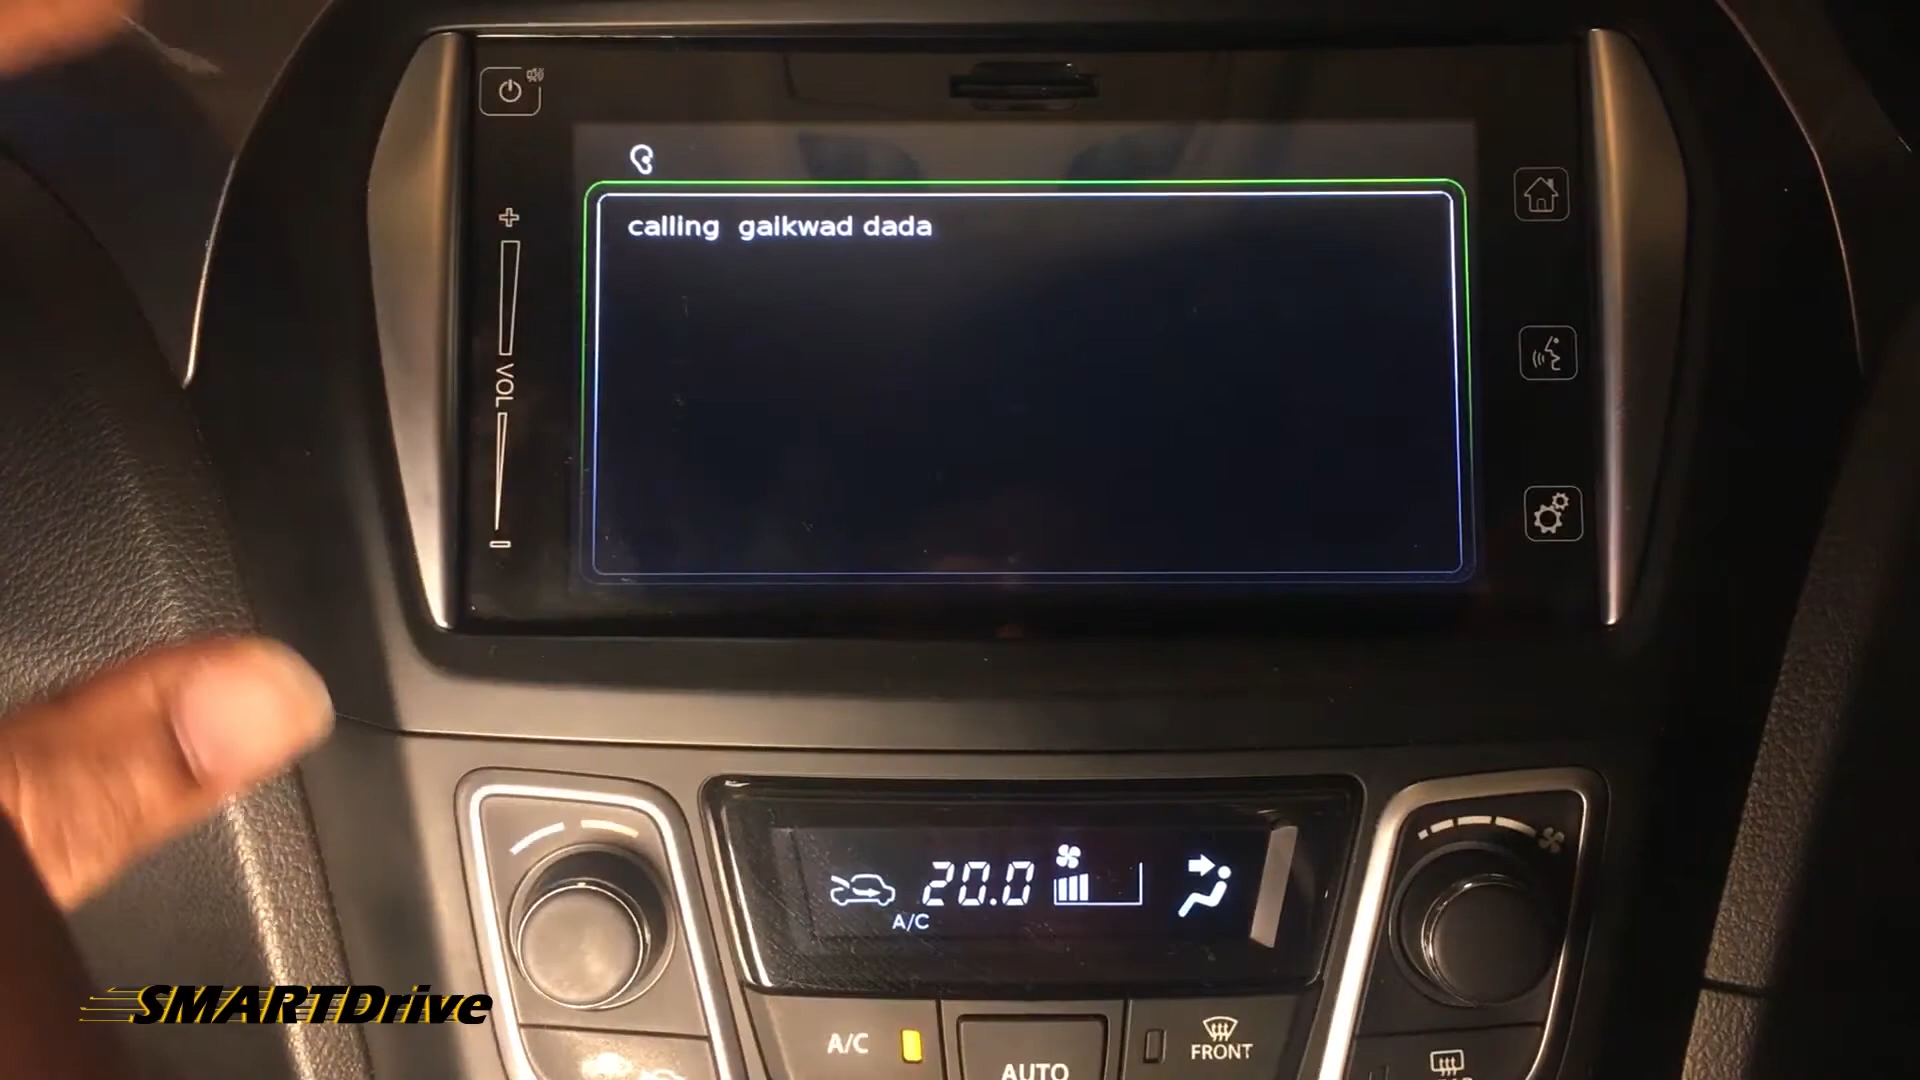 calling gaikwad dada
VOL
20.0
A/C
A/C
AUTO
FRONT
SMARTDrive